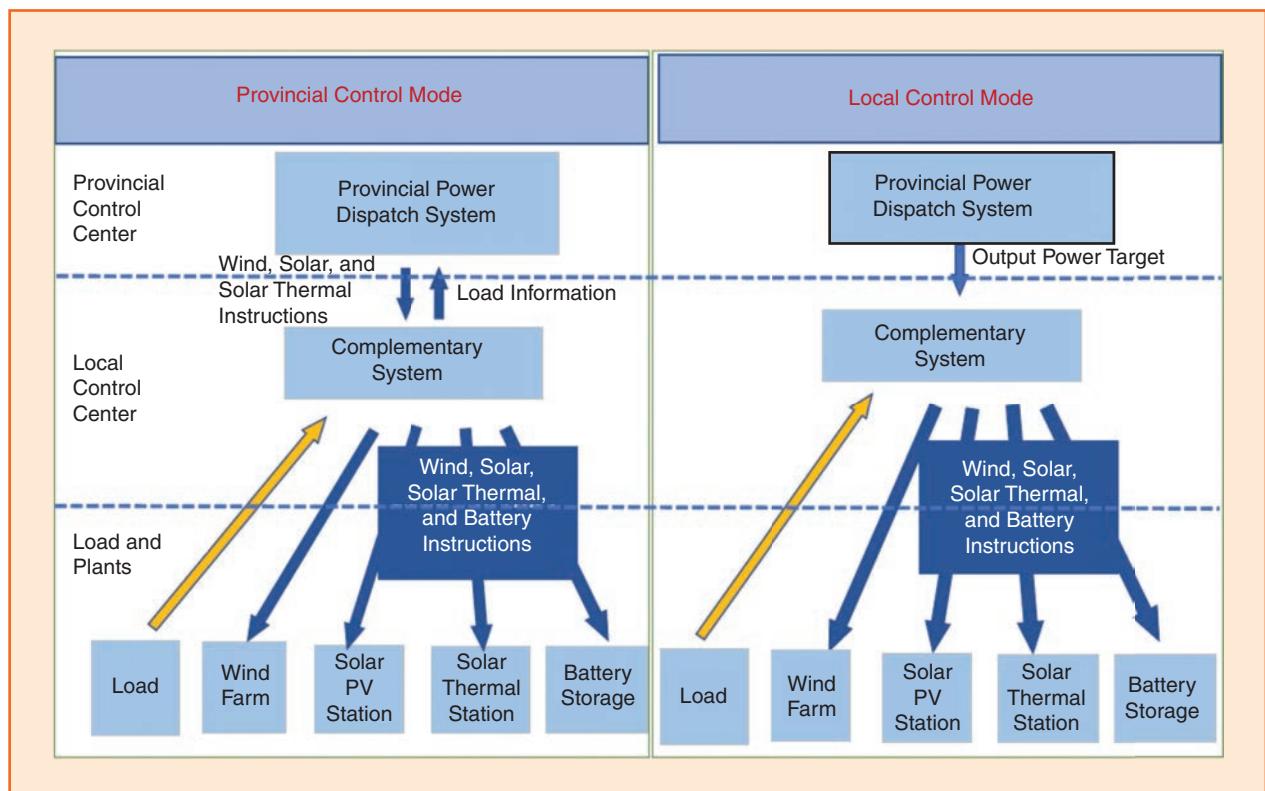 Provincial Control Mode
Provincial
Control
Center
Provincial Power
Dispatch System
Wind, Solar, and
Solar Thermal
Instructions
Load Information
Local
Control
Center
Complementary
System
Wind, Solar,
Solar Thermal,
and Battery
Instructions
Load and
Plants
Load
Wind
Farm
Solar
PV
Station
Solar
Thermal
Station
Battery
Storage
Local Control Mode
Provincial Power
Dispatch System
Output Power Target
Complementary
System
Wind, Solar,
Solar Thermal,
and Battery
Instructions
Load
Wind
Farm
Solar
PV
Station
Solar
Thermal
Station
Battery
Storage